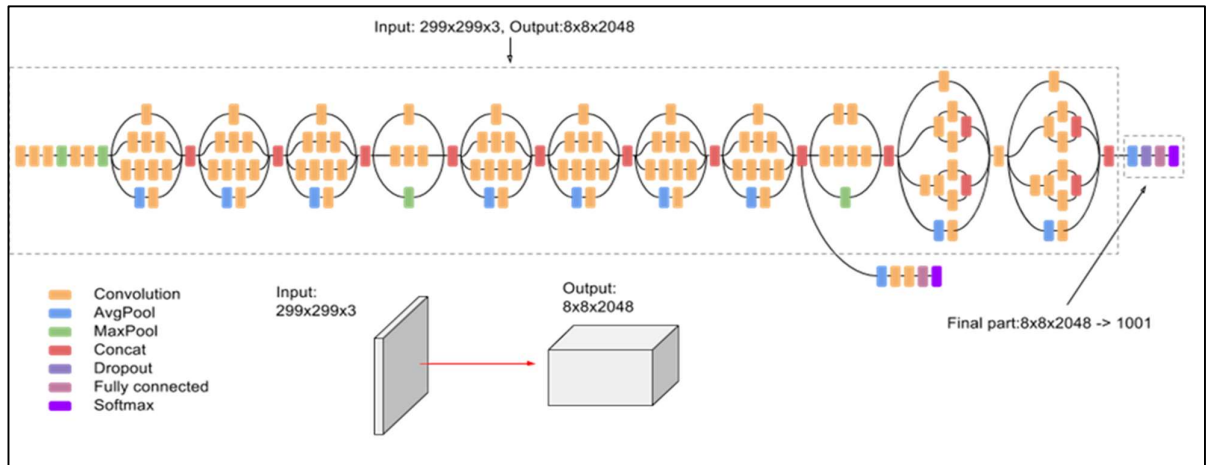 Input: 299x299x3, Output:8x8x2048
Convolution
AvgPool
MaxPool
Concat
Dropout
Fully connected
Softmax
Input:
299x299x3
Output:
8x8x2048
Final part:8x8x2048 -> 1001